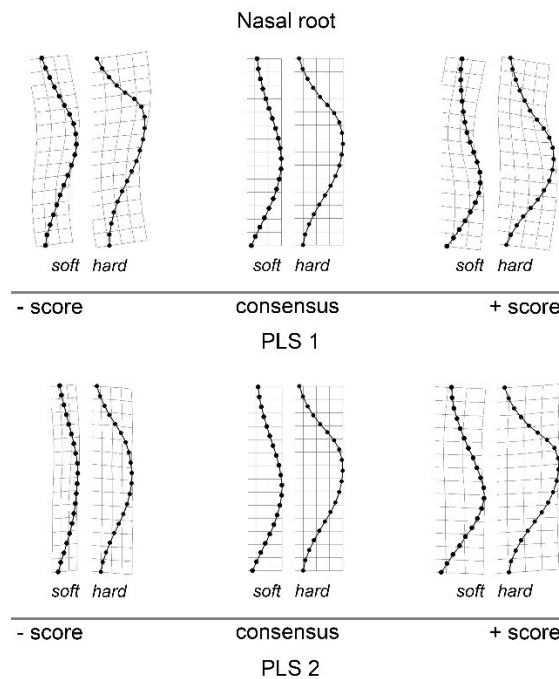 Nasal root
soft hard soft hard soft hard
- score consensus + score
PLS 1
soft hard soft hard soft hard
- score consensus + score
PLS 2